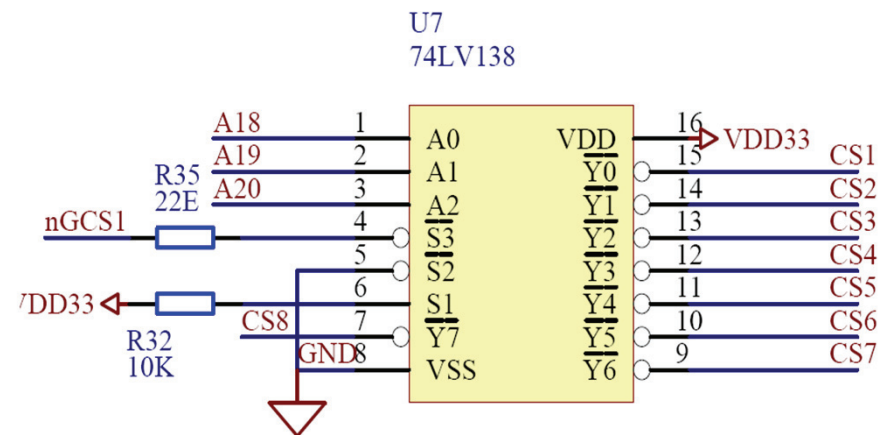 U7
74LV138
A18 1 A0 VDD 16 VDD33
A19 2 A1 Y0 15 CS1
R35
22E
A20 3 A2 Y1 14 CS2
nGCS1 4 S3 Y2 13 CS3
5 S2 Y3 12 CS4
VDD33 6 S1 Y4 11 CS5
R32
10K
CS8 7 Y7 Y5 10 CS6
GND 8 VSS Y6 9 CS7